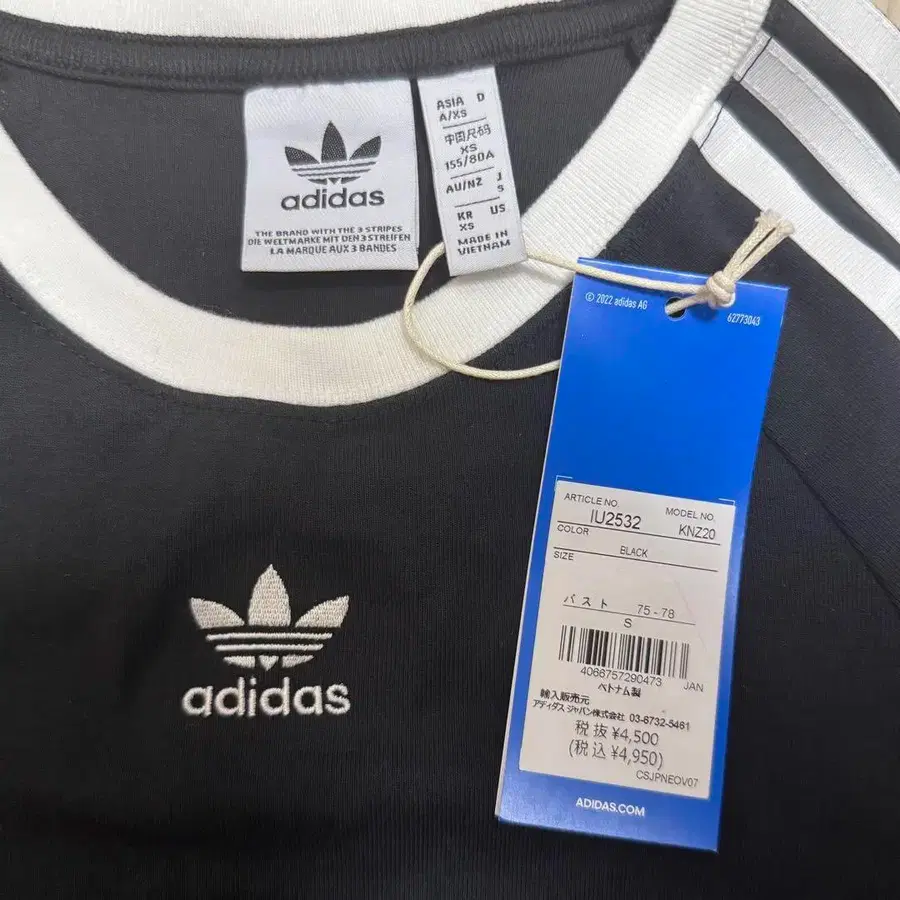 adidas
THE BRAND WITH THE 3 STRIPES
DIE WELTMARKE MIT DEN 3 STREIFEN
LA MARQUE AUX 3 BANDES
ASIA D
A/XS
中国尺码
XS
155/80A
AU/NZ J
S
KR US
XS
MADE IN
VIETNAM
© 2022 adidas AG
62773043
ARTICLE NO. MODEL NO.
IU2532 KNZ20
COLOR
BLACK
SIZE
バスト 75-78
S
4066757290473 JAN
ベトナム製
輸入販売元
アディダス ジャパン株式会社 03-6732-5461
税抜 ¥4,500
(税込 ¥4,950)
CSJPNEOV07
ADIDAS.COM
adidas